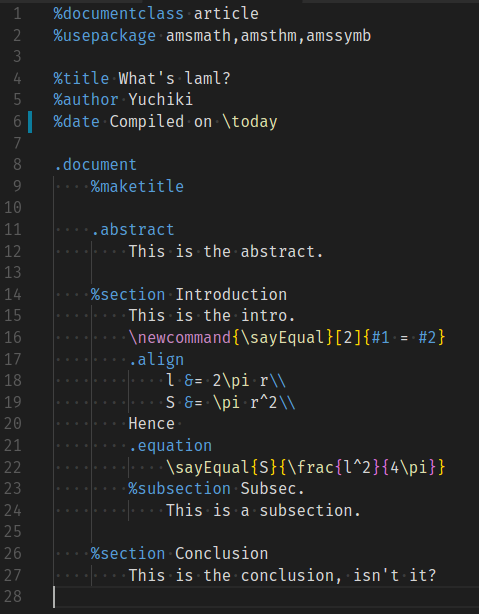 1 %documentclass article
2 %usepackage amsmath,amsthm,amssymb
3
4 %title What's laml?
5 %author Yuchiki
6 %date Compiled on \today
7
8 .document
9 %maketitle
10
11 .abstract
12 This is the abstract.
13
14 %section Introduction
15 This is the intro.
16 \newcommand{\sayEqual}[2]{#1 = #2}
17 .align
18 l &= 2\pi r\\
19 S &= \pi r^2\\
20 Hence
21 .equation
22 \sayEqual{S}{\frac{l^2}{4\pi}}
23 %subsection Subsec.
24 This is a subsection.
25
26 %section Conclusion
27 This is the conclusion, isn't it?
28